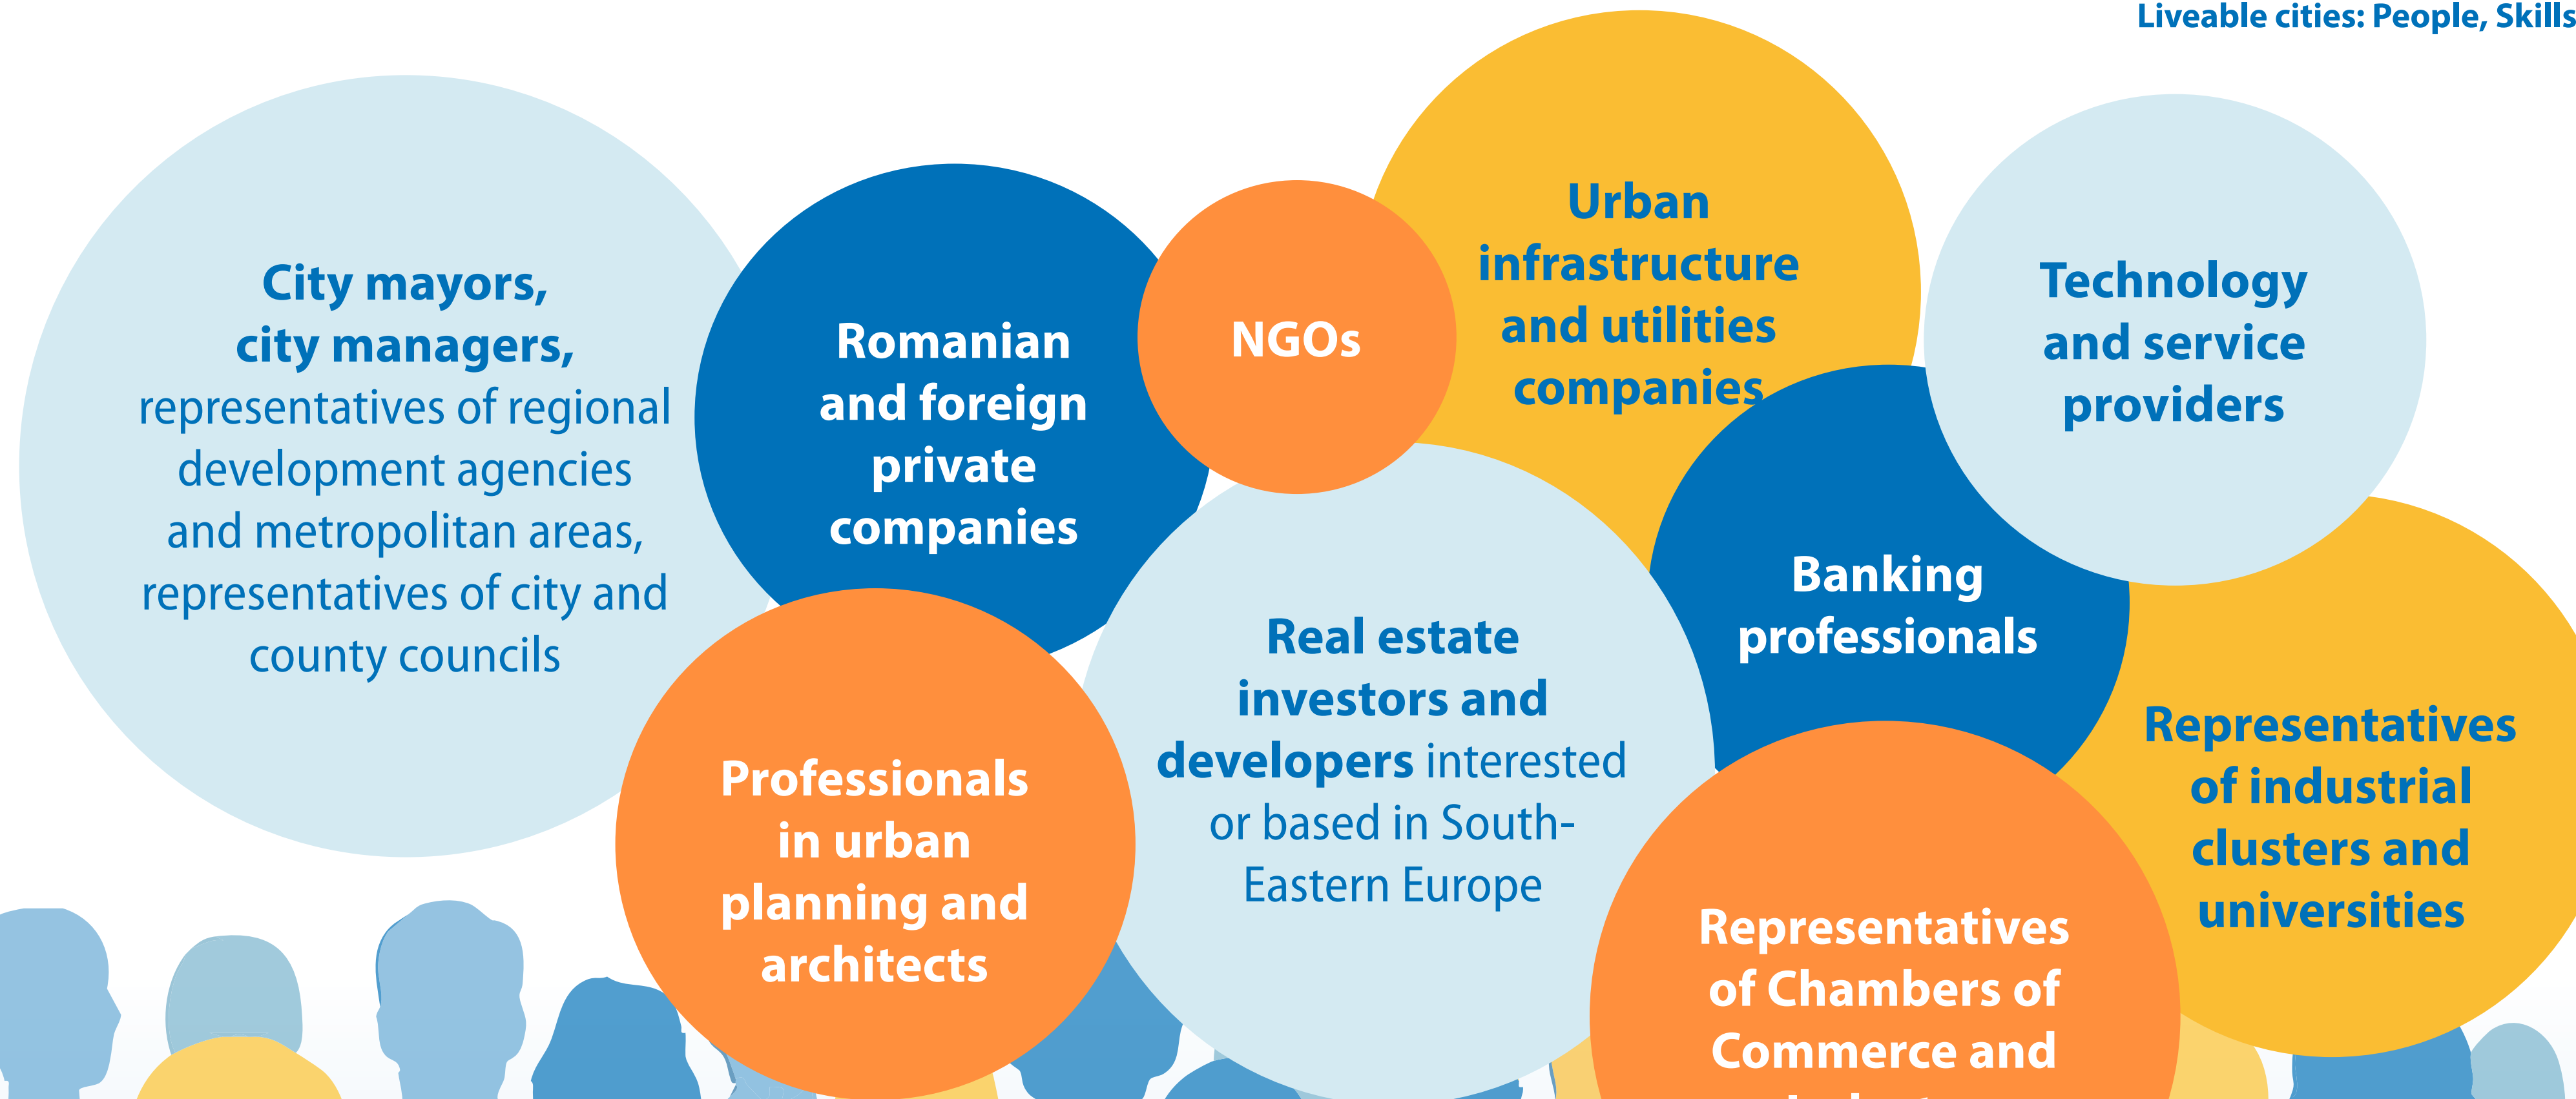 Liveable cities: People, Skills
City mayors,
city managers,
representatives of regional
development agencies
and metropolitan areas,
representatives of city and
county councils
Romanian
and foreign
private
companies
NGOs
Urban
infrastructure
and utilities
companies
Technology
and service
providers
Professionals
in urban
planning and
architects
Real estate
investors and
developers interested
or based in South-
Eastern Europe
Banking
professionals
Representatives
of Chambers of
Commerce and
Representatives
of industrial
clusters and
universities